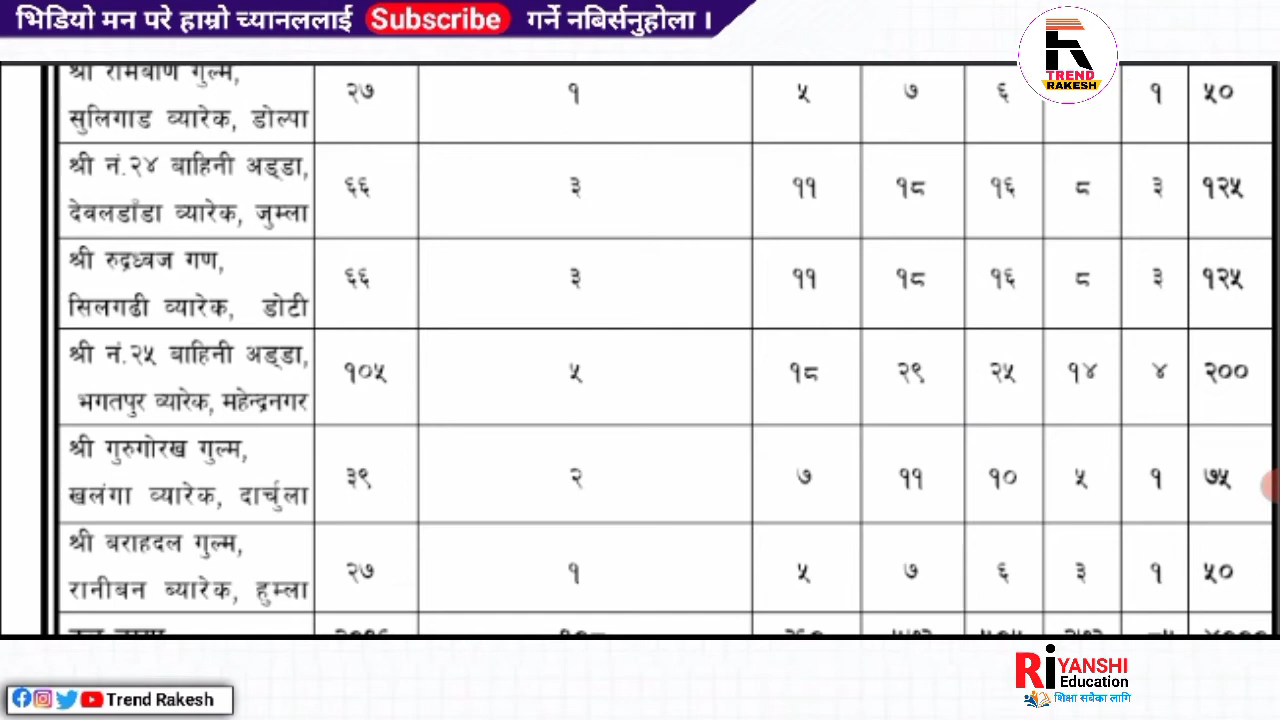 भिडियो मन परे हाम्रो च्यानललाई Subscribe गर्ने नबिर्सनुहोला ।
TREND
RAKESH
श्री रामबाण गुल्म,
सुलिगाड व्यारेक, डोल्पा
२७ १ ५ ७ ६ १ ५०
श्री नं.२४ बाहिनी अड्डा,
देवलडाँडा व्यारेक, जुम्ला
६६ ३ ११ १८ १६ ८ ३ १२५
श्री रुद्रध्वज गण,
सिलगढी व्यारेक, डोटी
६६ ३ ११ १८ १६ ८ ३ १२५
श्री नं.२५ बाहिनी अड्डा,
भगतपुर व्यारेक, महेन्द्रनगर
१०५ ५ १८ २९ २५ १४ ४ २००
श्री गुरुगोरख गुल्म,
खलंगा व्यारेक, दार्चुला
३९ २ ७ ११ १० ५ १ ७५
श्री बराहदल गुल्म,
रानीबन ब्यारेक, हुम्ला
२७ १ ५ ७ ६ ३ १ ५०
RiYANSHI
Education
शिक्षा सबैका लागि
Trend Rakesh